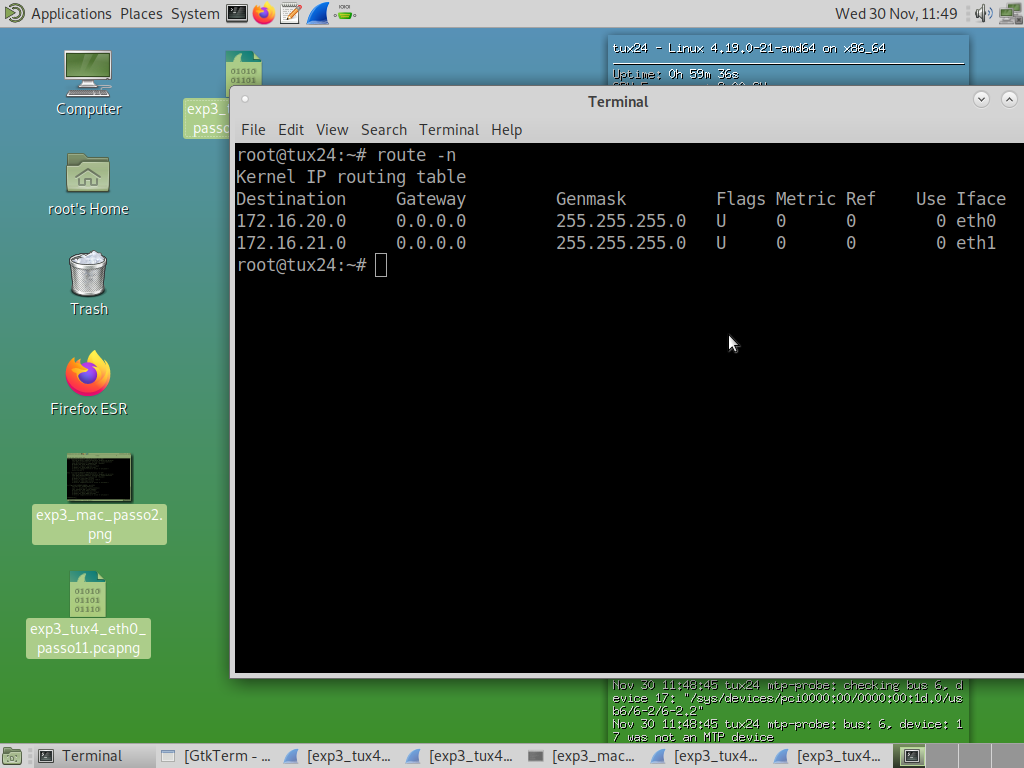 Applications Places System Wed 30 Nov, 11:49
tux24 - Linux 4.19.0-21-amd64 on x86_64
Uptime: 0h 59m 36s
Computer
root's Home
Trash
Firefox ESR
exp3_mac_passo2.
png
exp3_tux4_eth0_
passo11.pcapng
exp3_
passo
Terminal
File Edit View Search Terminal Help
root@tux24:~# route -n
Kernel IP routing table
Destination Gateway Genmask Flags Metric Ref Use Iface
172.16.20.0 0.0.0.0 255.255.255.0 U 0 0 0 eth0
172.16.21.0 0.0.0.0 255.255.255.0 U 0 0 0 eth1
root@tux24:~#
Nov 30 11:48:45 tux24 mtp-probe: checking bus 6, d
evice 17: "/sys/devices/pci0000:00/0000:00:1d.0/us
b6/6-2/6-2.2"
Nov 30 11:48:45 tux24 mtp-probe: bus: 6, device: 1
7 was not an MTP device
Terminal [GtkTerm - ... [exp3_tux4... [exp3_tux4... [exp3_mac... [exp3_tux4... [exp3_tux4...